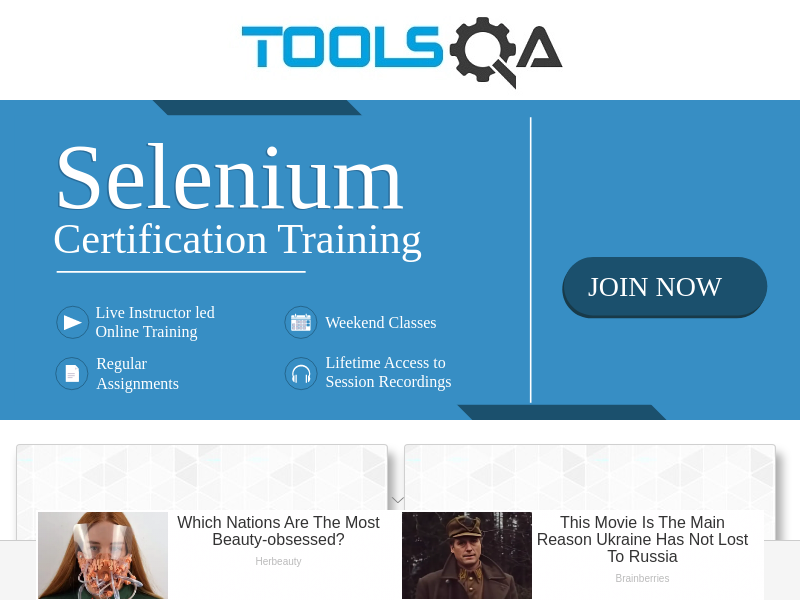 TOOLSQA
Selenium
Certification Training
JOIN NOW
Live Instructor led
Online Training
Weekend Classes
Regular
Assignments
Lifetime Access to
Session Recordings
Which Nations Are The Most
Beauty-obsessed?
Herbeauty
This Movie Is The Main
Reason Ukraine Has Not Lost
To Russia
Brainberries